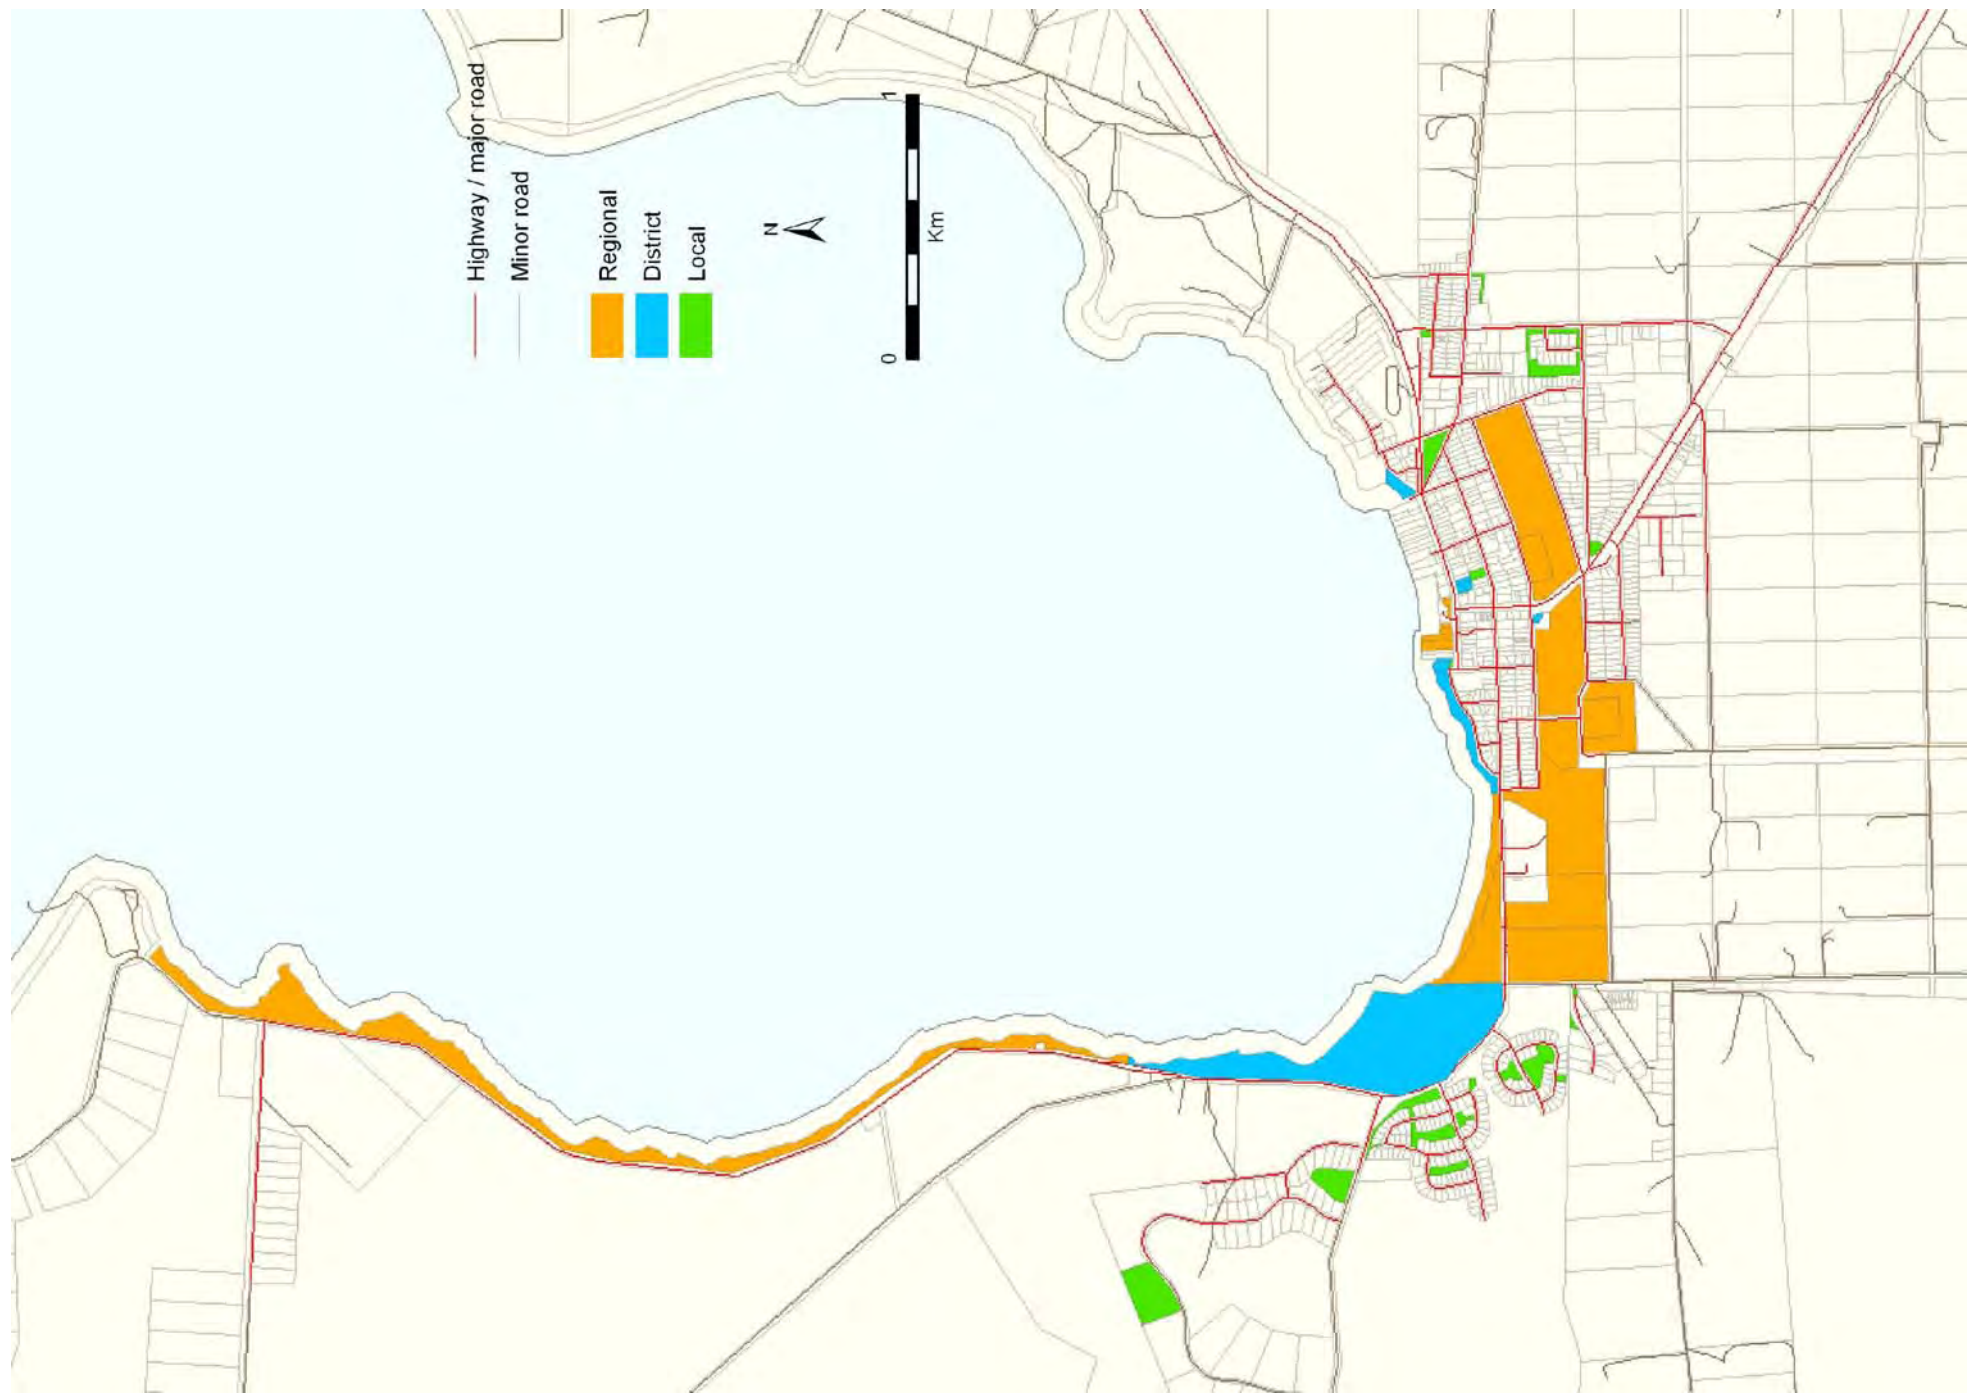 Highway / major road
Minor road
Regional
District
Local
N
0 1
Km